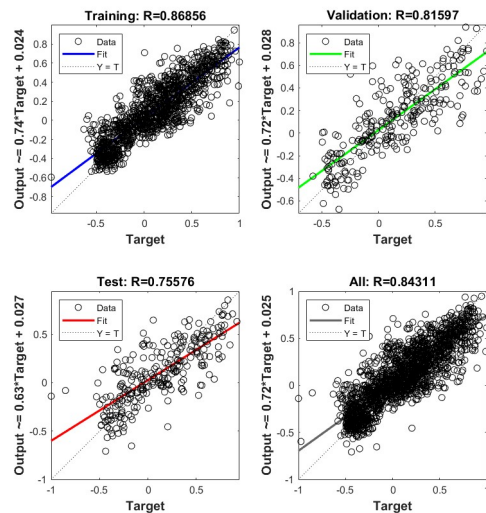 Training: R=0.86856
Output ~= 0.74*Target + 0.024
0.8
0.6
0.4
0.2
0
-0.2
-0.4
-0.6
-0.8
Data
Fit
Y = T
-0.5
0
0.5
1
Target
Validation: R=0.81597
Output ~= 0.72*Target + 0.028
0.8
0.6
0.4
0.2
0
-0.2
-0.4
-0.6
Data
Fit
Y = T
-0.5
0
0.5
Target
Test: R=0.75576
Output ~= 0.63*Target + 0.027
0.5
0
-0.5
-1
Data
Fit
Y = T
-1
-0.5
0
0.5
Target
All: R=0.84311
Output ~= 0.72*Target + 0.025
1
0.5
0
-0.5
-1
Data
Fit
Y = T
-1
-0.5
0
0.5
Target